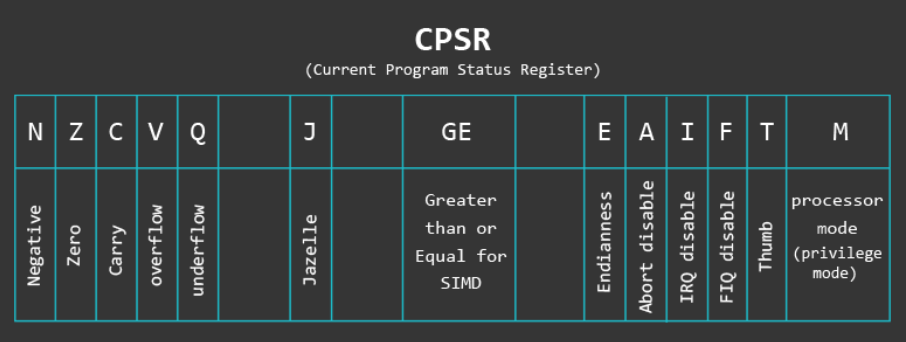 CPSR
(Current Program Status Register)
N Z C V Q J GE E A I F T M
Negative
Zero
Carry
overflow
underflow
Jazelle
Greater
than or
Equal for
SIMD
Endianness
Abort disable
IRQ disable
FIQ disable
Thumb
processor
mode
(privilege
mode)